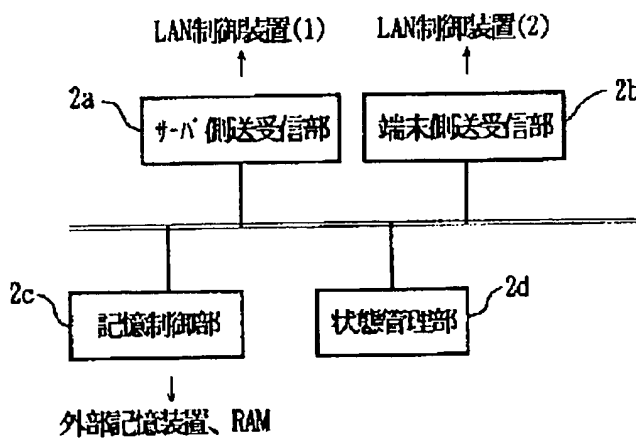 LAN制御装置(1)
LAN制御装置(2)
2a
サーバ側送受信部
2b
端末側送受信部
2c
記憶制御部
2d
状態管理部
外部記憶装置、RAM